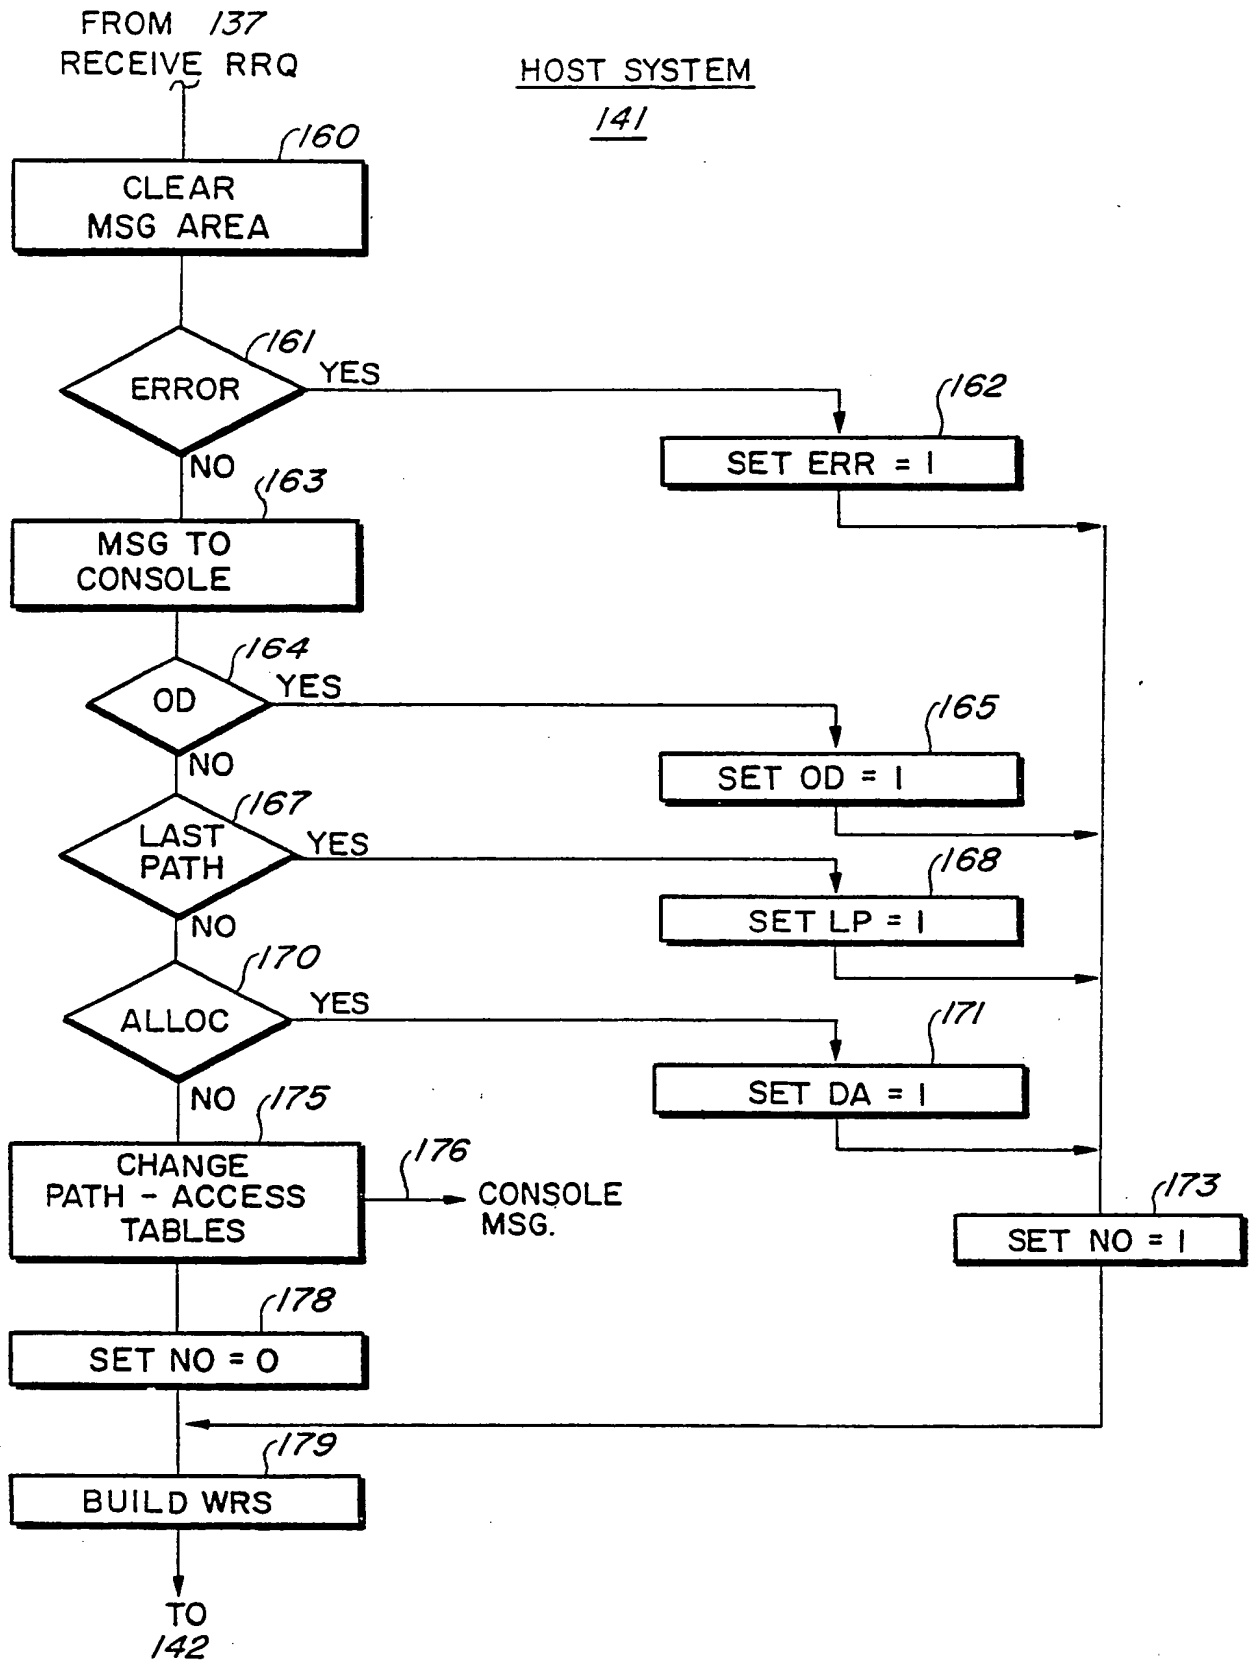 FROM 137
RECEIVE RRQ
HOST SYSTEM
141
160
CLEAR
MSG AREA
161
ERROR
YES
NO
162
SET ERR = 1
163
MSG TO
CONSOLE
164
OD
YES
NO
165
SET OD = 1
167
LAST
PATH
YES
NO
168
SET LP = 1
170
ALLOC
YES
NO
171
SET DA = 1
175
CHANGE
PATH - ACCESS
TABLES
176
CONSOLE
MSG.
173
SET NO = 1
178
SET NO = 0
179
BUILD WRS
TO
142